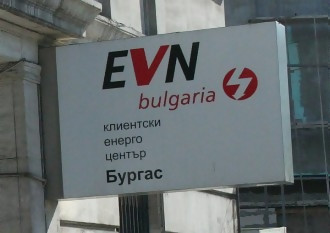 EVN
bulgaria
клиентски
енерго
център
Бургас